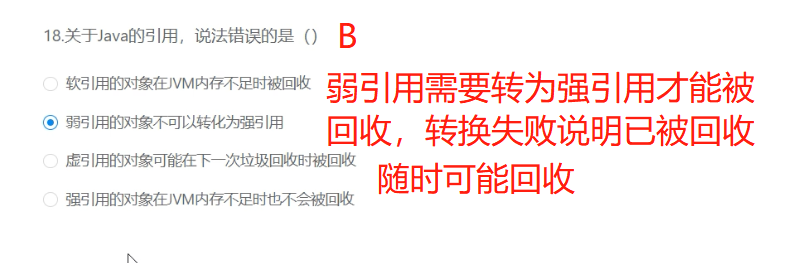 18.关于Java的引用，说法错误的是（） B
软引用的对象在JVM内存不足时被回收
弱引用需要转为强引用才能被
弱引用的对象不可以转化为强引用
回收，转换失败说明已被回收
虚引用的对象可能在下一次垃圾回收时被回收
随时可能回收
强引用的对象在JVM内存不足时也不会被回收